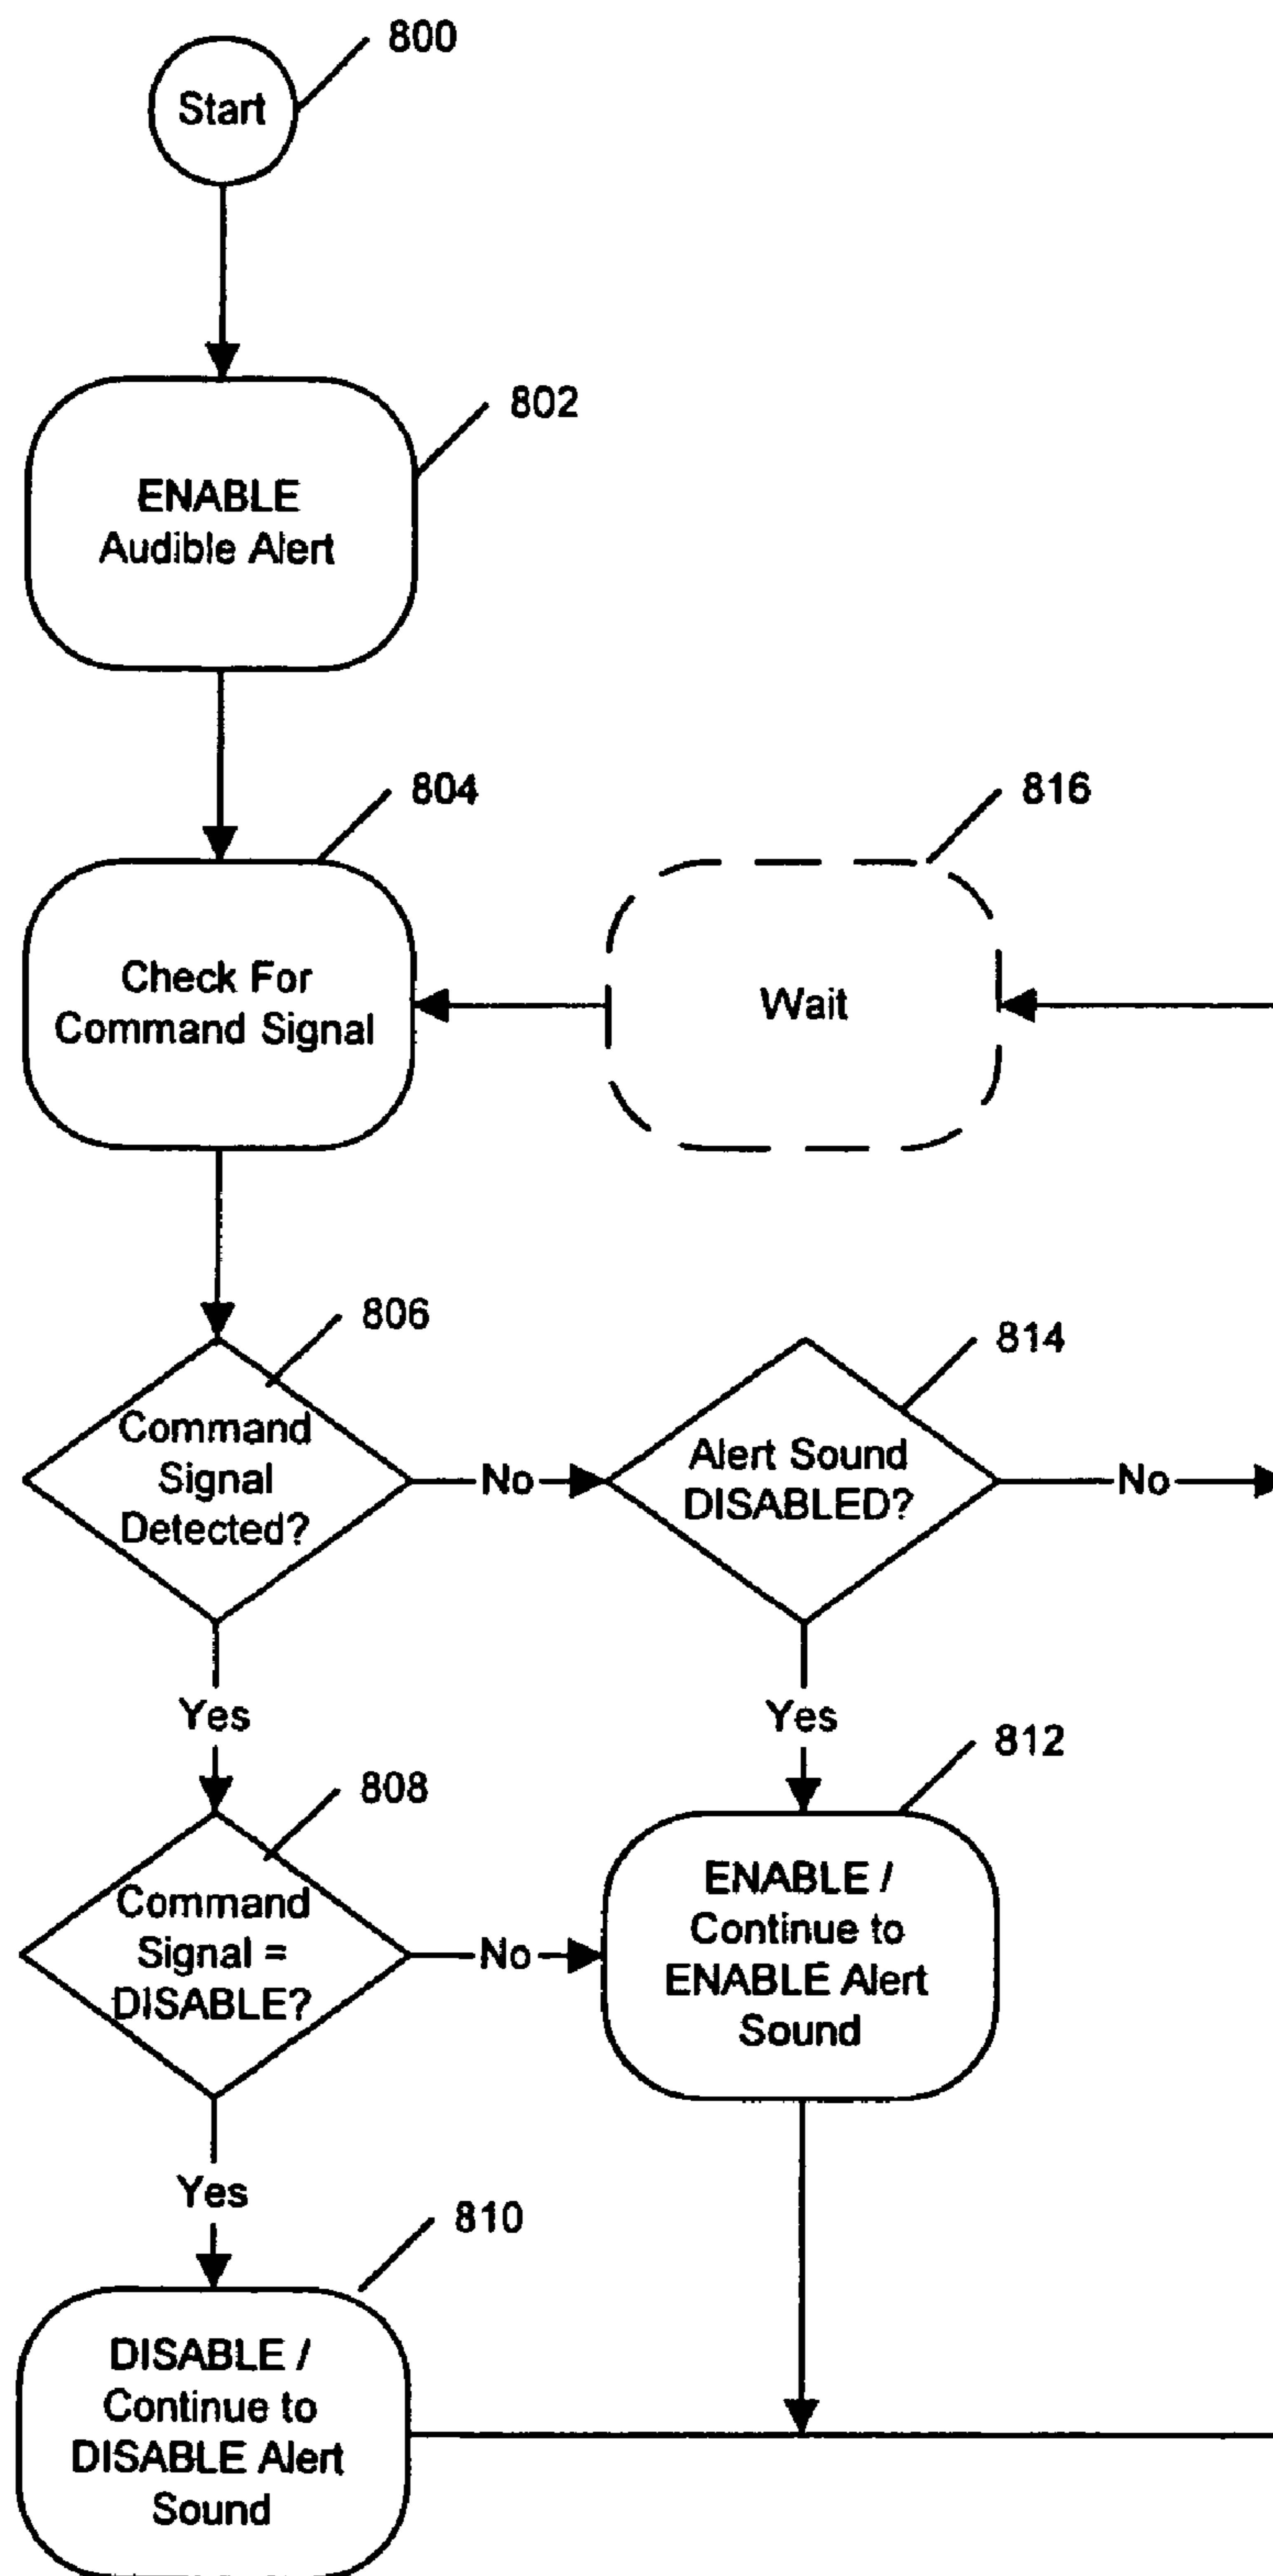 800
Start
802
ENABLE
Audible Alert
804
Check For
Command Signal
816
Wait
806
Command
Signal
Detected?
No
814
Alert Sound
DISABLED?
No
Yes
Yes
808
Command
Signal =
DISABLE?
No
812
ENABLE /
Continue to
ENABLE Alert
Sound
Yes
810
DISABLE /
Continue to
DISABLE Alert
Sound